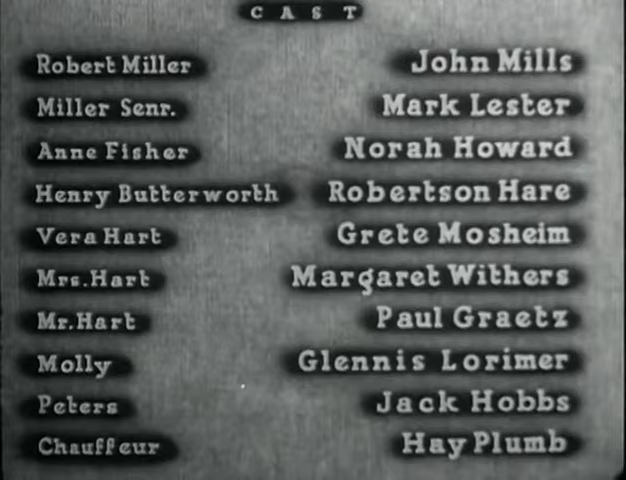 CAST
Robert Miller John Mills
Miller Senr. Mark Lester
Anne Fisher Norah Howard
Henry Butterworth Robertson Hare
Vera Hart Grete Mosheim
Mrs. Hart Margaret Withers
Mr. Hart Paul Graetz
Molly Glennis Lorimer
Peters Jack Hobbs
Chauffeur Hay Plumb